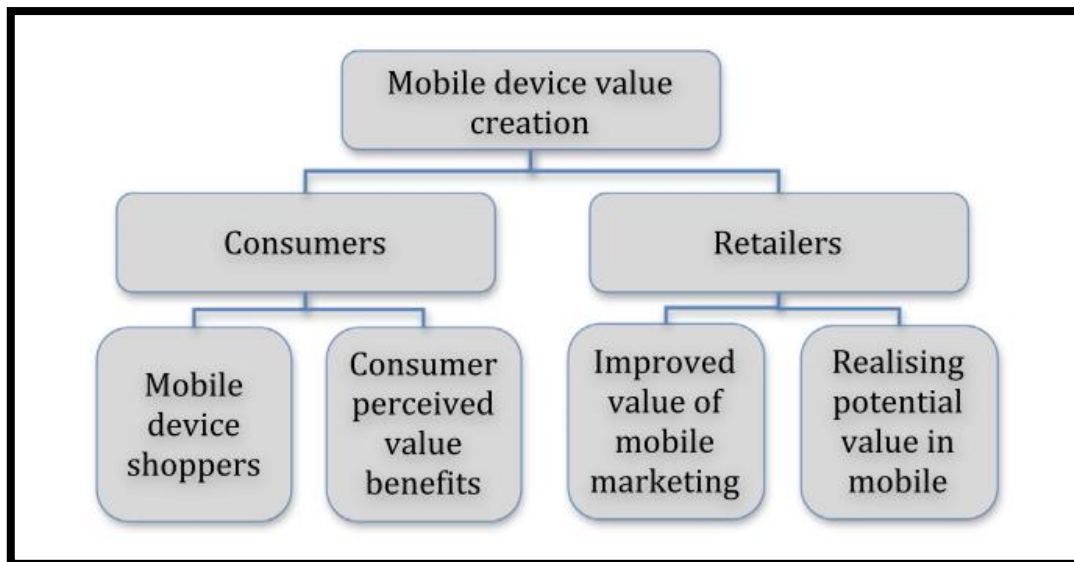 Mobile device value
creation
Consumers
Retailers
Mobile
device
shoppers
Consumer
perceived
value
benefits
Improved
value of
mobile
marketing
Realising
potential
value in
mobile